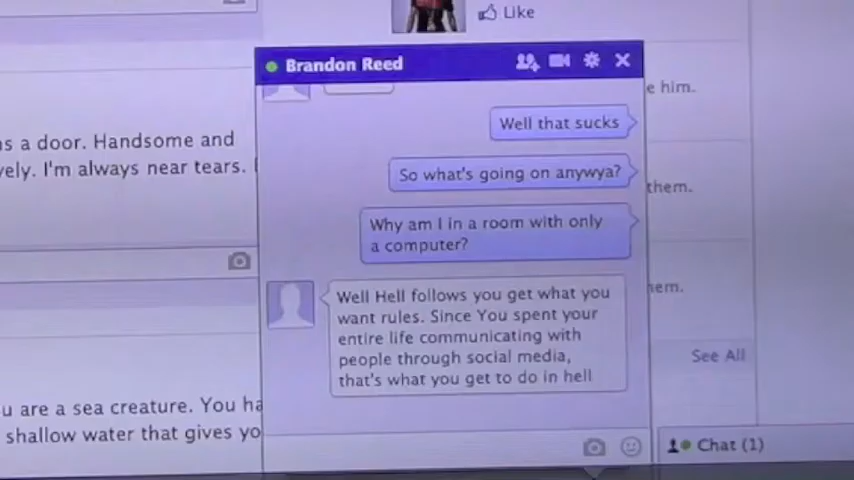 Like
Brandon Reed
e him.
Well that sucks
ns a door. Handsome and
vely. I'm always near tears.
So what's going on anywya?
them.
Why am I in a room with only
a computer?
Well Hell follows you get what you
want rules. Since You spent your
entire life communicating with
people through social media,
that's what you get to do in hell
hem.
See All
u are a sea creature. You ha
shallow water that gives yo
Chat (1)